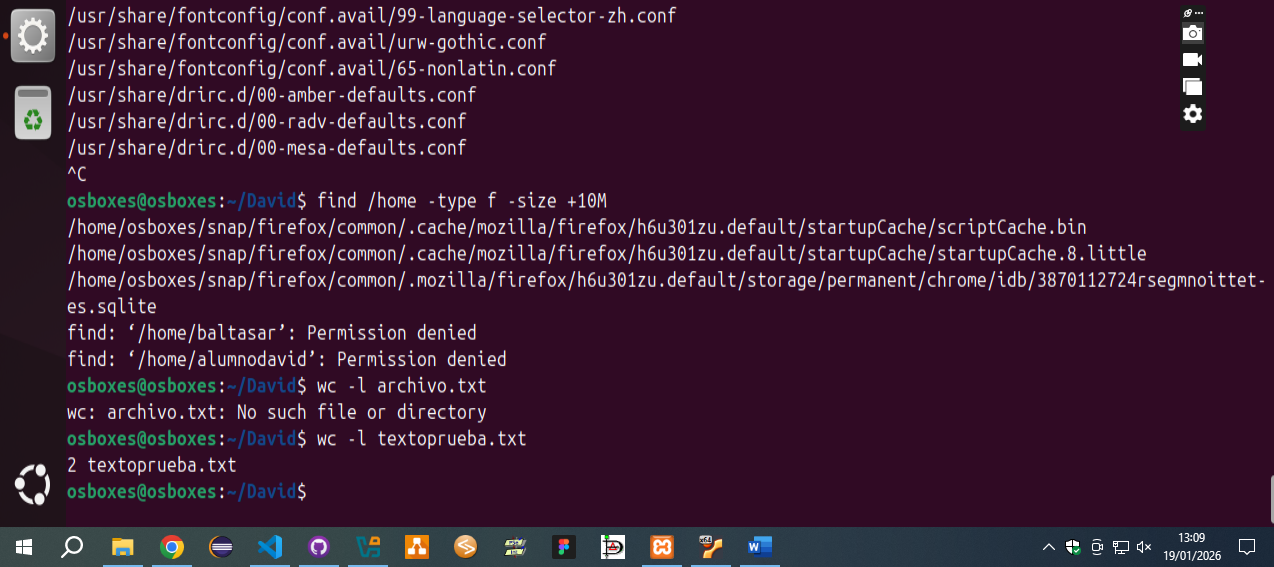 /usr/share/fontconfig/conf.avail/99-language-selector-zh.conf
/usr/share/fontconfig/conf.avail/urw-gothic.conf
/usr/share/fontconfig/conf.avail/65-nonlatin.conf
/usr/share/drirc.d/00-amber-defaults.conf
/usr/share/drirc.d/00-radv-defaults.conf
/usr/share/drirc.d/00-mesa-defaults.conf
^C
osboxes@osboxes:~/David$ find /home -type f -size +10M
/home/osboxes/snap/firefox/common/.cache/mozilla/firefox/h6u301zu.default/startupCache/scriptCache.bin
/home/osboxes/snap/firefox/common/.cache/mozilla/firefox/h6u301zu.default/startupCache/startupCache.8.little
/home/osboxes/snap/firefox/common/.mozilla/firefox/h6u301zu.default/storage/permanent/chrome/idb/3870112724rsegmnoittet-
es.sqlite
find: ‘/home/baltasar’: Permission denied
find: ‘/home/alumnodavid’: Permission denied
osboxes@osboxes:~/David$ wc -l archivo.txt
wc: archivo.txt: No such file or directory
osboxes@osboxes:~/David$ wc -l textoprueba.txt
2 textoprueba.txt
osboxes@osboxes:~/David$
x64
13:09
19/01/2026